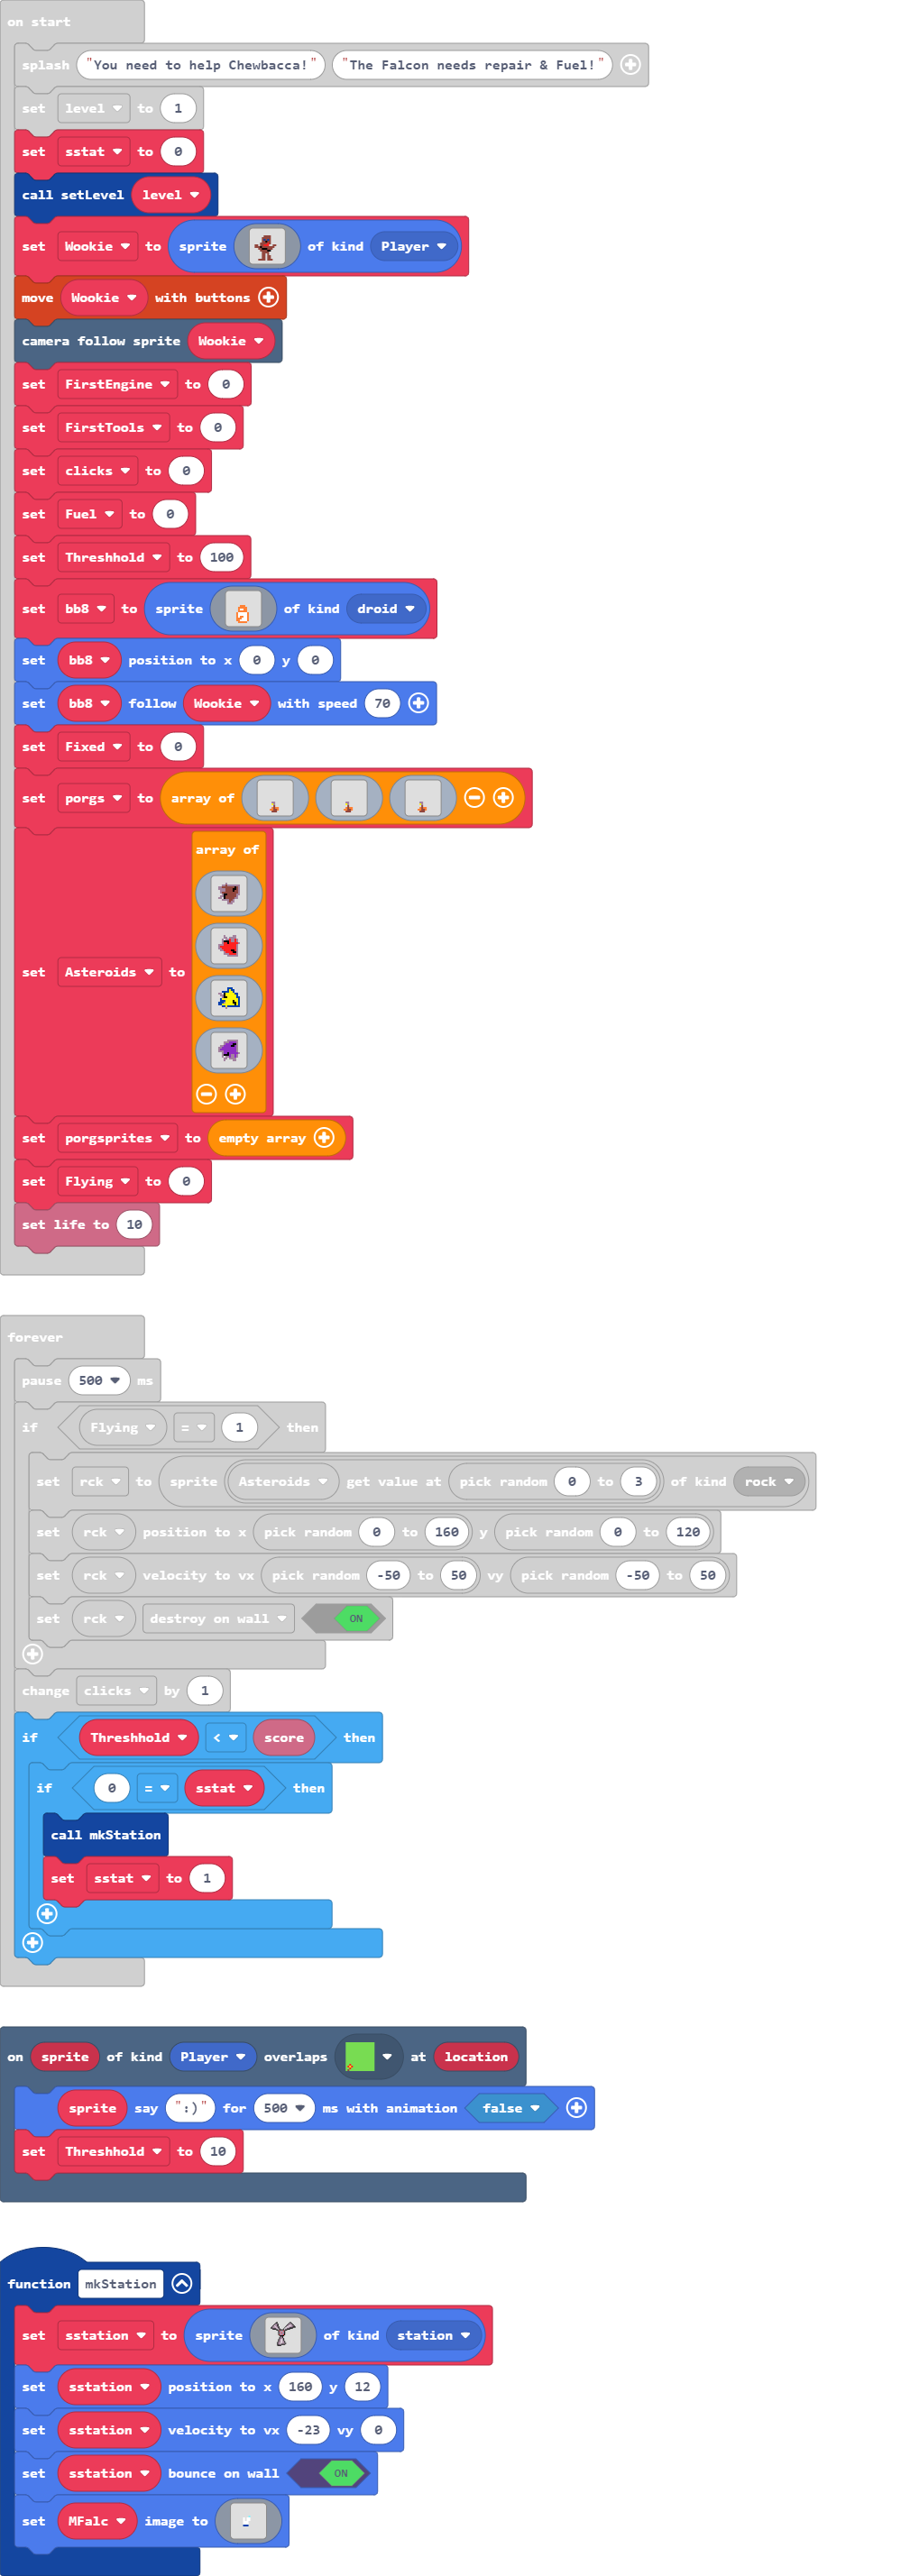 on start
splash "You need to help Chewbacca!" "The Falcon needs repair & Fuel!"
set level to 1
set sstat to 0
call setLevel level
set Wookie to sprite of kind Player
move Wookie with buttons
camera follow sprite Wookie
set FirstEngine to 0
set FirstTools to 0
set clicks to 0
set Fuel to 0
set Threshhold to 100
set bb8 to sprite of kind droid
set bb8 position to x 0 y 0
set bb8 follow Wookie with speed 70
set Fixed to 0
set porgs to array of
array of
set Asteroids to
set porgsprites to empty array
set Flying to 0
set life to 10
forever
pause 500 ms
if Flying = 1 then
set rck to sprite Asteroids get value at pick random 0 to 3 of kind rock
set rck position to x pick random 0 to 160 y pick random 0 to 120
set rck velocity to vx pick random -50 to 50 vy pick random -50 to 50
set rck destroy on wall ON
change clicks by 1
if Threshhold < score then
if 0 = sstat then
call mkStation
set sstat to 1
on sprite of kind Player overlaps at location
sprite say ":)" for 500 ms with animation false
set Threshhold to 10
function mkStation
set sstation to sprite of kind station
set sstation position to x 160 y 12
set sstation velocity to vx -23 vy 0
set sstation bounce on wall ON
set MFalc image to